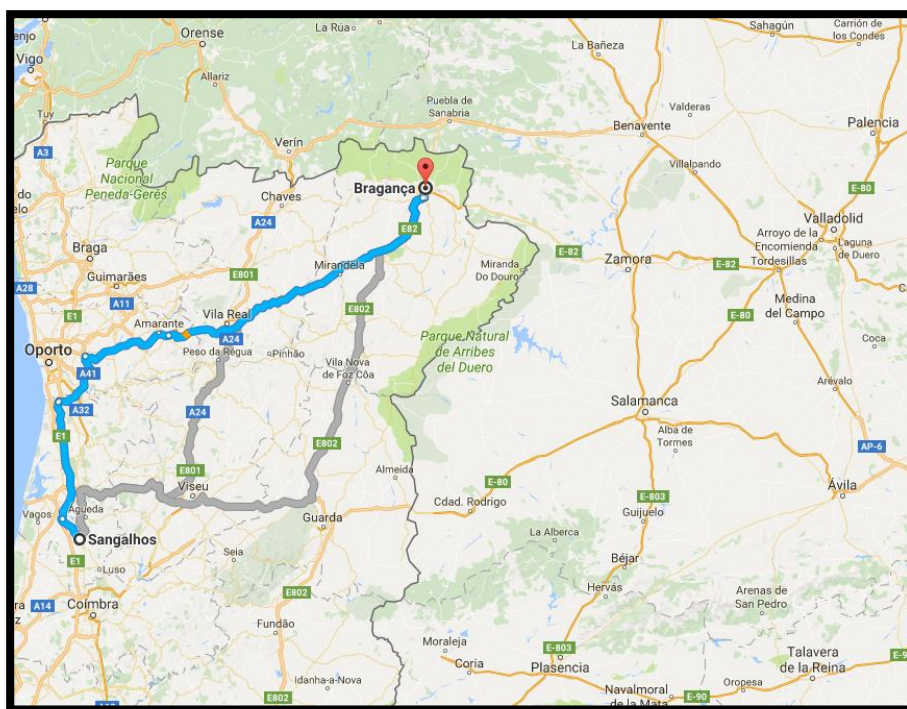 La Rúa
Sahagún
Carrión de
los Condes
enjo
Orense
La Bañeza
Vigo
Allariz
Puebla de
Sanabria
Valderas
Palencia
Tuy
Benavente
A3
Verín
Villalpando
Parque
Nacional
Peneda-Gerês
Bragança
E-80
Chaves
Valladolid
A24
Arroyo de la
Encomienda
Laguna
de Duero
Braga
E82
E-82
Zamora
E-82
Tordesillas
A28
Guimarães
E801
Mirandela
Miranda
Do Douro
E-80
E1
A11
E802
Medina
del Campo
Amarante
Vila Real
Oporto
A24
Peso da Régua
Pinhão
Parque Natural
de Arribes
del Duero
Coca
A41
Vila Nova
de Foz Côa
Arévalo
A32
A24
Salamanca
Alba de
Tormes
E1
E802
AP-6
E801
Almeida
Viseu
E-80
Ávila
Vagos
Águeda
Cdad. Rodrigo
E-803
Guarda
Guijuelo
Sangalhos
La Alberca
E1
Luso
Seia
Béjar
A14
Coímbra
E802
Hervás
Arenas de
San Pedro
Fundão
Moraleja
E-803
Talavera
de la Reina
Coria
Plasencia
Idanha-a-Nova
Oropesa
Navalmoral
de la Mata
E-90